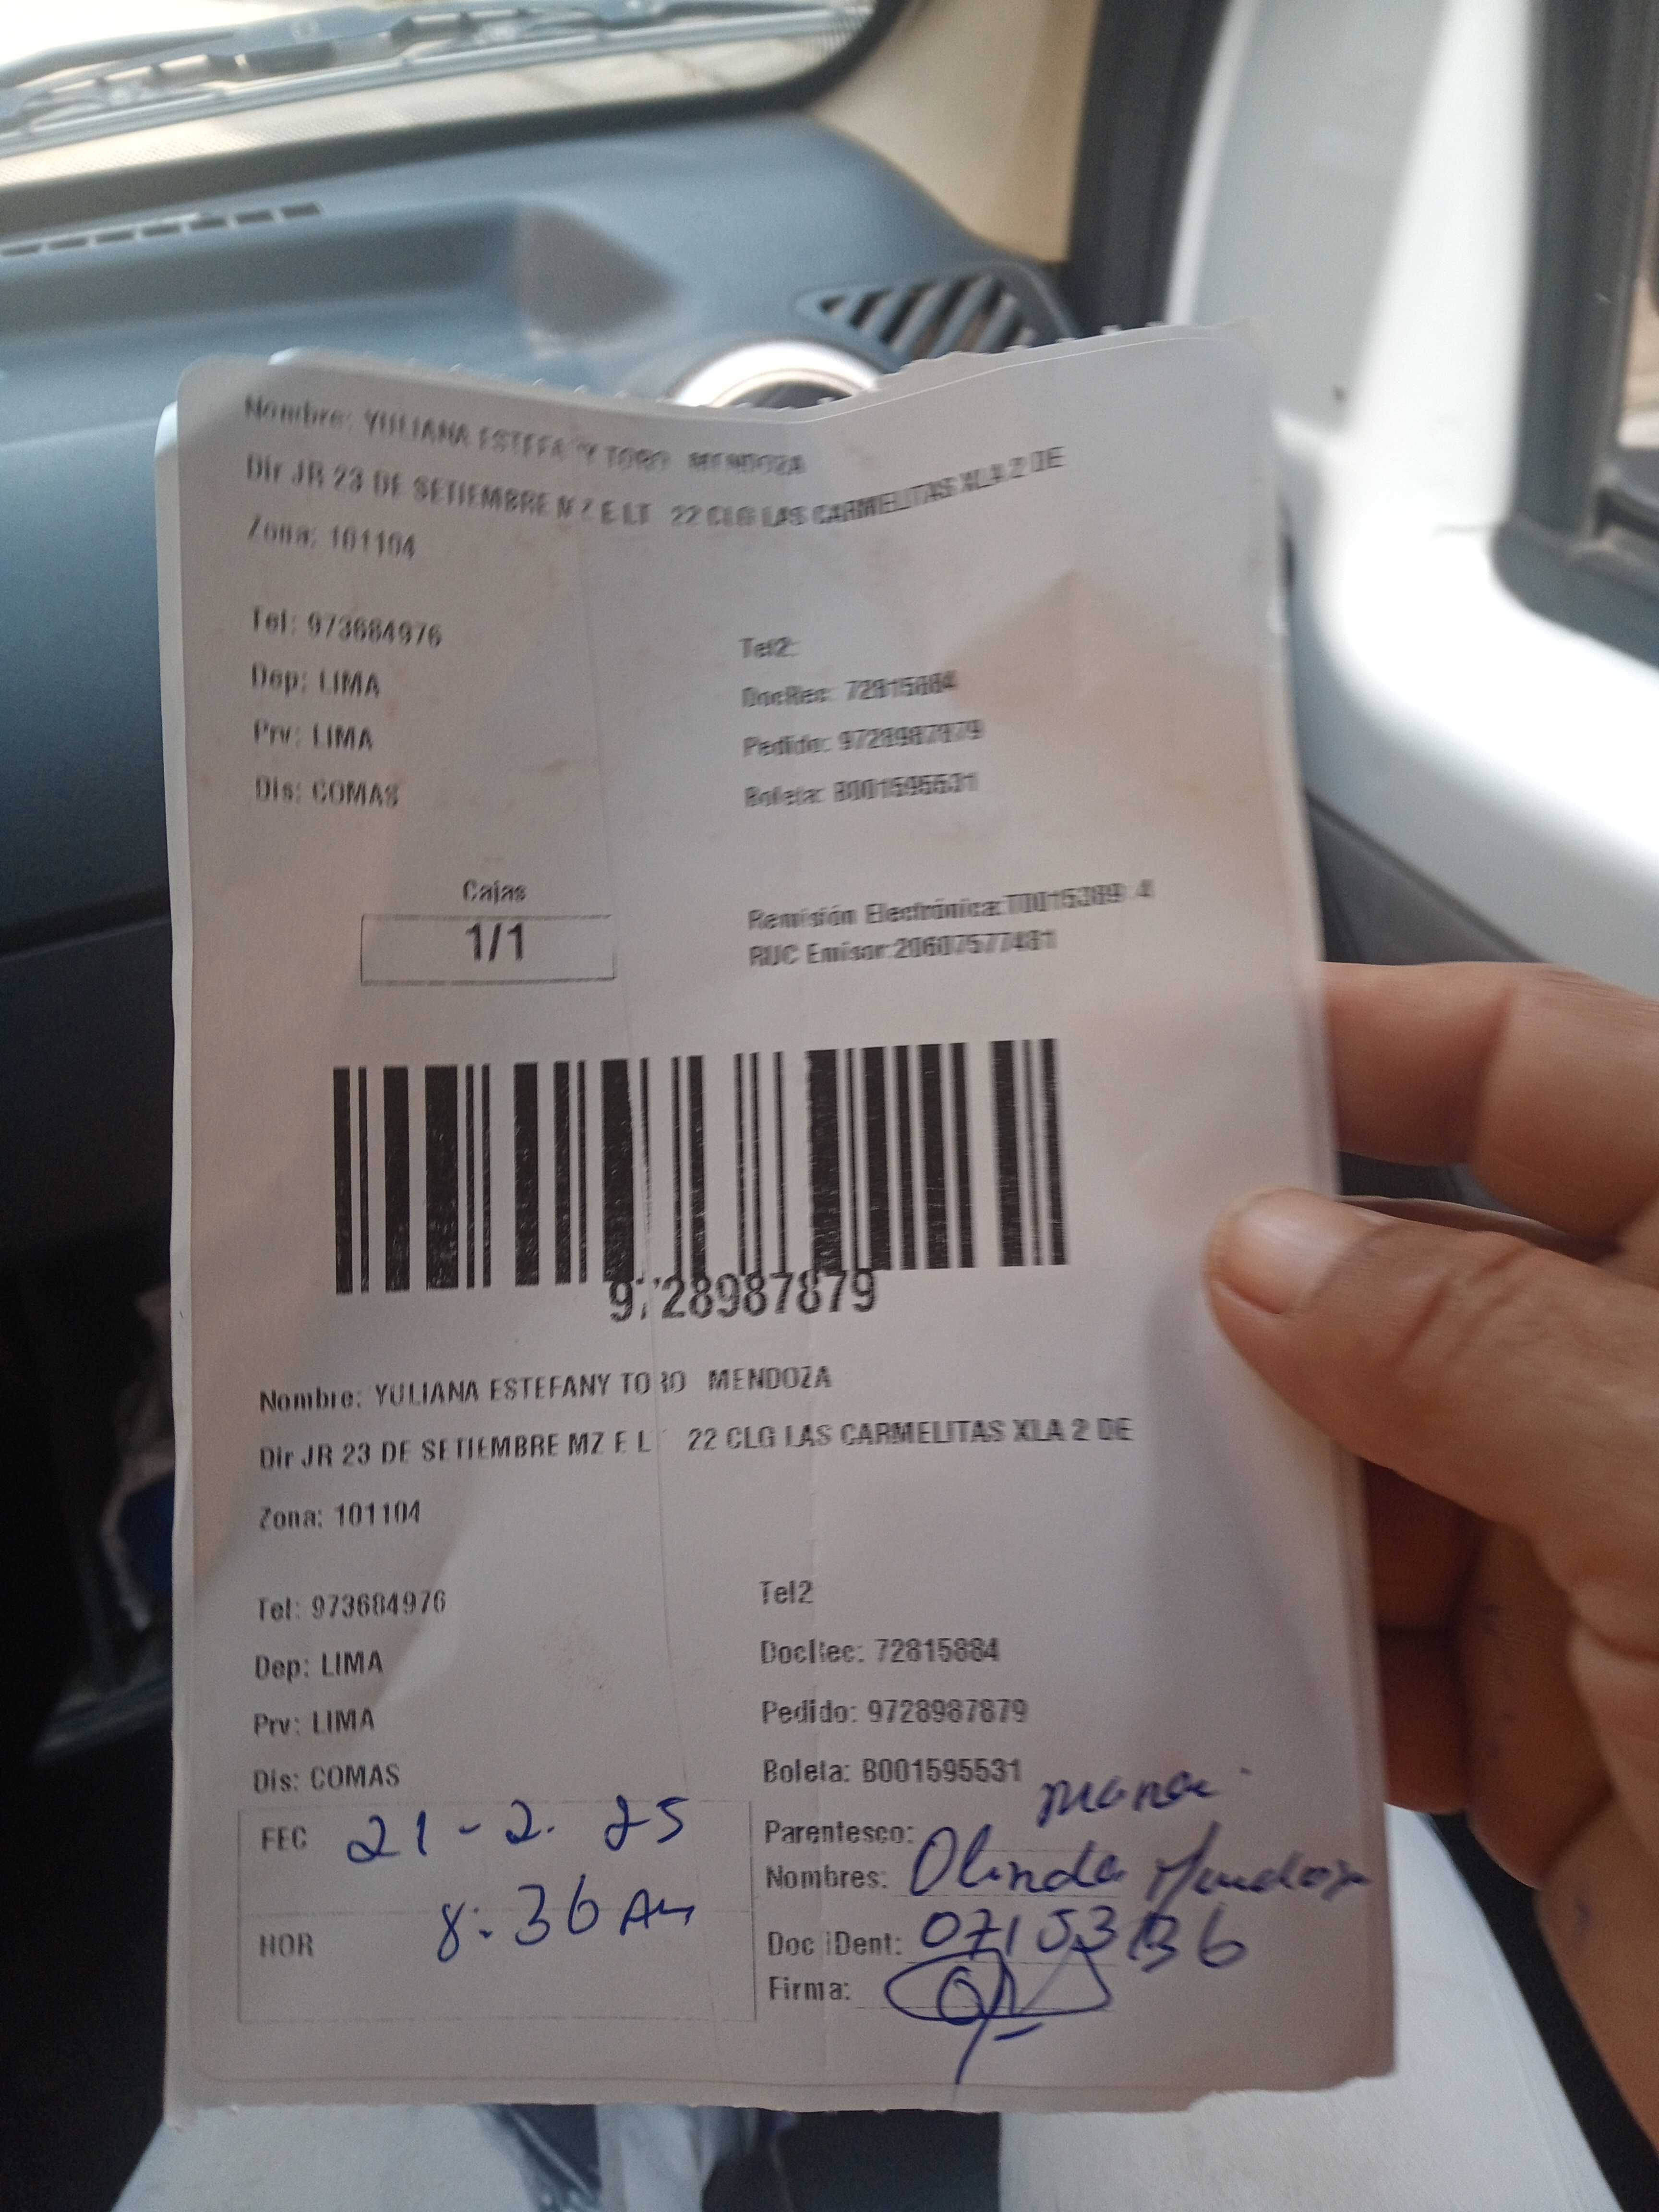 Nombre: YULIANA ESTEFA Y TORO MENDOZA
Dir JR 23 DE SETIEMBRE MZ E LT 22 CLG LAS CARMELITAS XLA 2 DE
Zona: 101104
Tel: 973684976
Tel2:
Dep: LIMA
DocRec: 72815884
Prv: LIMA
Pedido: 9728987879
Dis: COMAS
Boleta: B001595531
Cajas
1/1
Remisión Electrónica:T0015389 4
RUC Emisor:20607577431
9728987879
Nombre: YULIANA ESTEFANY TORO MENDOZA
Dir JR 23 DE SETIEMBRE MZ E L 22 CLG LAS CARMELITAS XLA 2 DE
Zona: 101104
Tel: 973684976
Tel2
Dep: LIMA
DocRec: 72815884
Prv: LIMA
Pedido: 9728987879
Dis: COMAS
Boleta: B001595531
FEC 21-2. 25
Parentesco:
Nombres: Olinda Mendoza
HOR 8:36 AM
Doc iDent:
Firma: